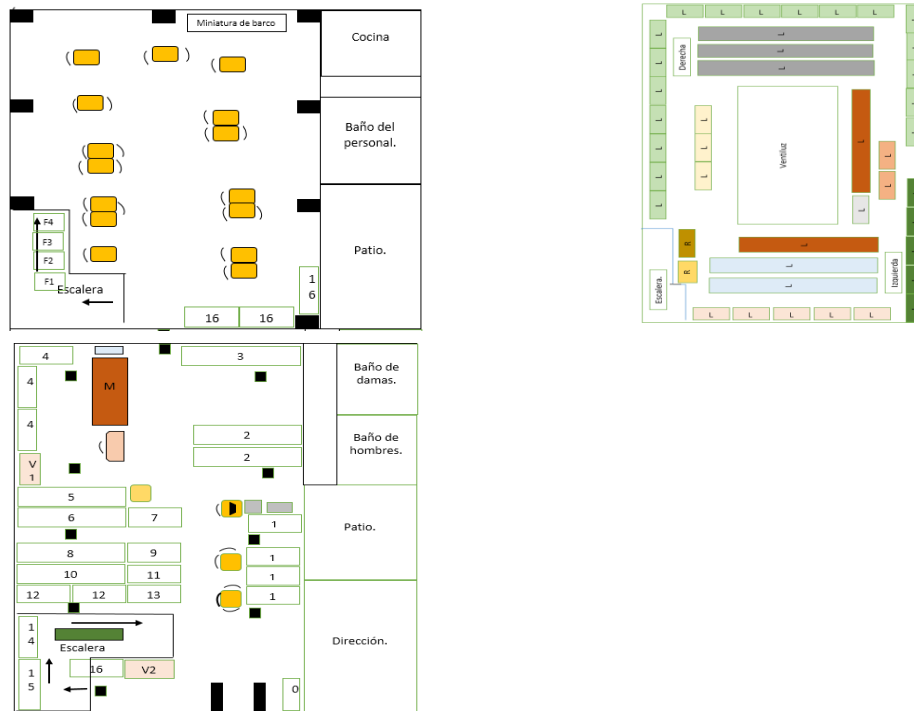 Miniatura de barco
Cocina
Baño del
personal.
Patio.
F4
F3
F2
F1
Escalera
16
16
1
6
4
3
4
4
M
V
1
2
2
5
6
7
8
9
10
11
12
12
13
1
1
1
1
1
4
Escalera
1
5
16
V2
0
Baño de
damas.
Baño de
hombres.
Patio.
Dirección.
L
L
L
L
L
L
L
L
L
L
L
L
Derecha
L
L
L
L
L
L
Ventiluz
L
L
L
L
L
L
L
L
L
L
L
L
R
R
Escalera.
L
L
L
Izquierda
L
L
L
L
L
L
L
L
L
L